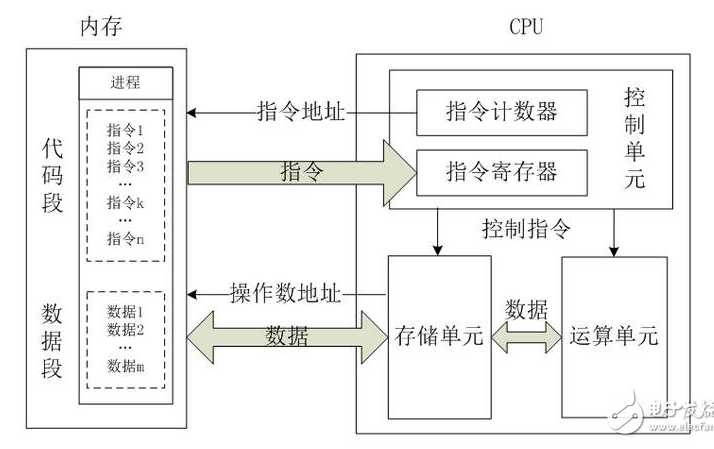 内存
CPU
进程
代码段
指令1
指令2
指令3
…
指令k
…
指令n
数据段
数据1
数据2
…
数据m
指令地址
指令
操作数地址
数据
指令计数器
指令寄存器
控制单元
控制指令
存储单元
数据
运算单元
电子发烧
www.elecfan